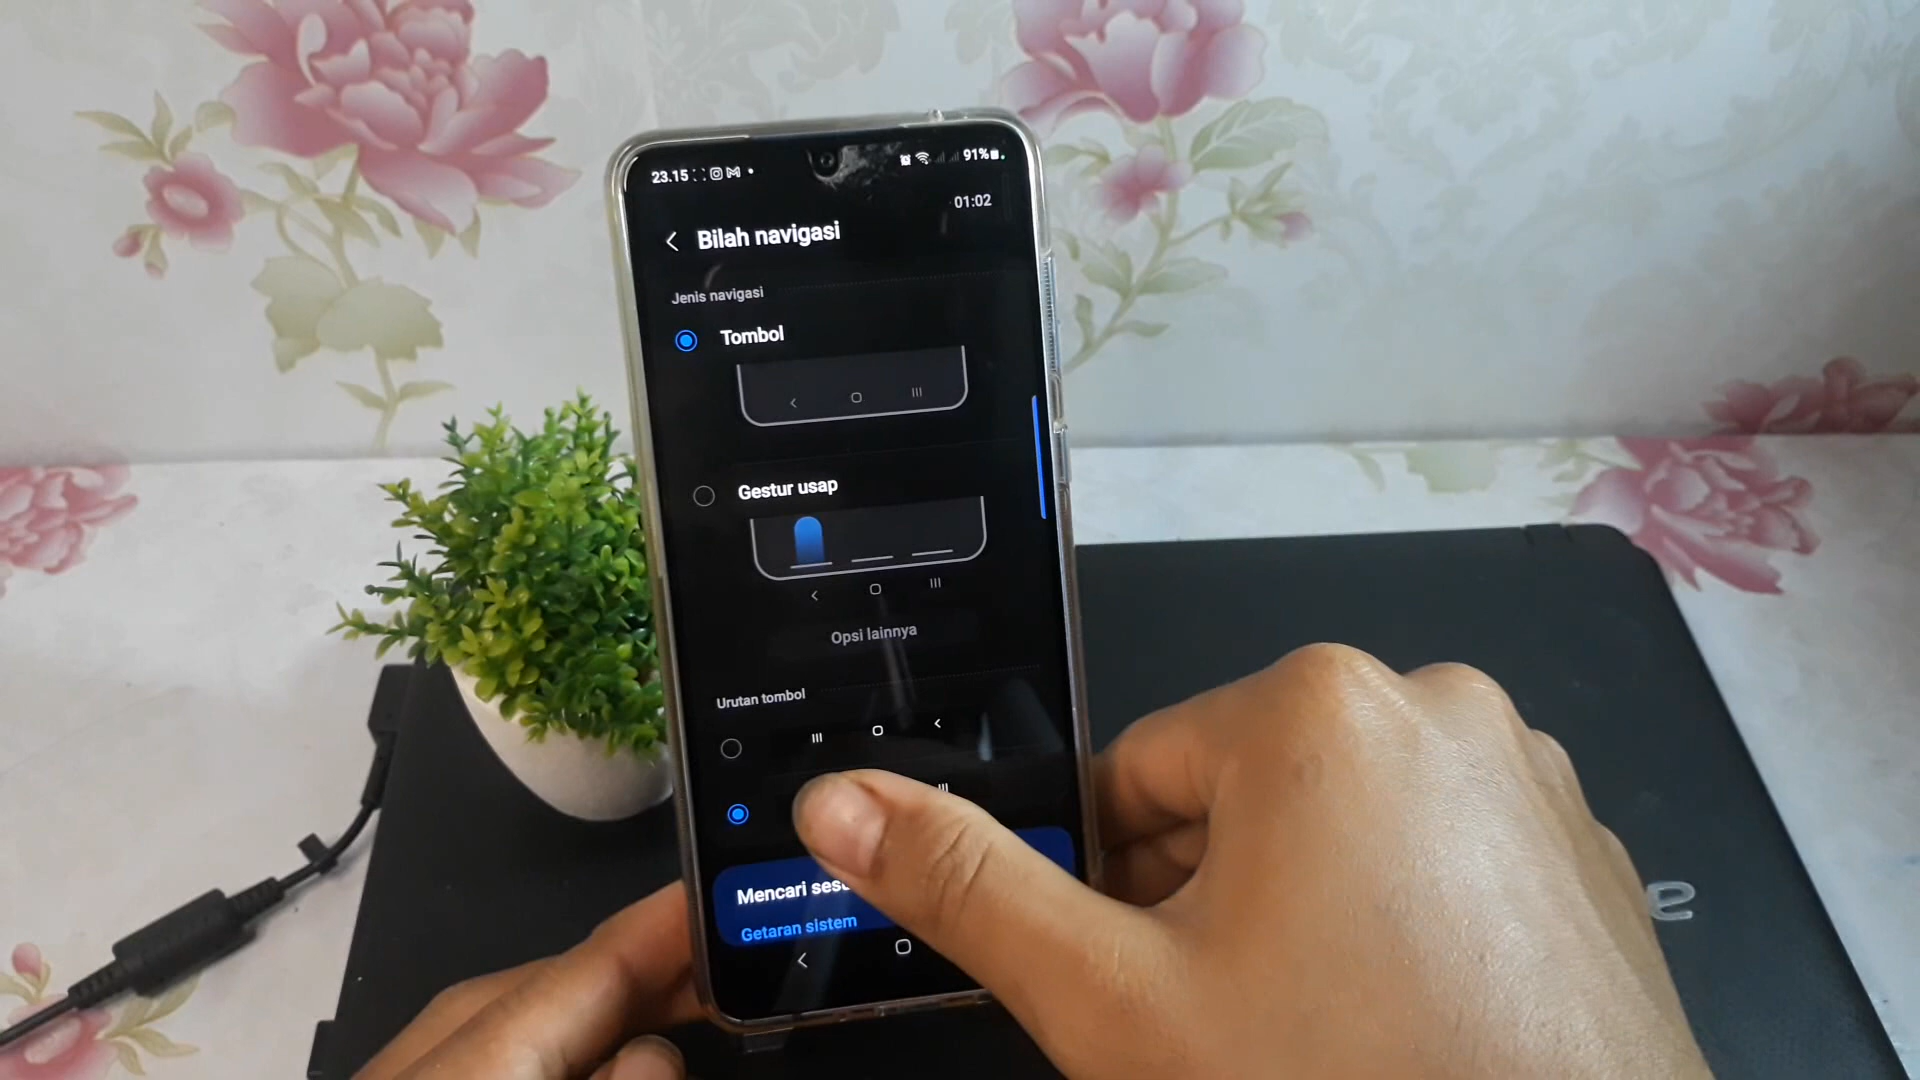 23.15
91%
01:02
Bilah navigasi
Jenis navigasi
Tombol
Gestur usap
Opsi lainnya
Urutan tombol
Mencari
Getaran sistem
e